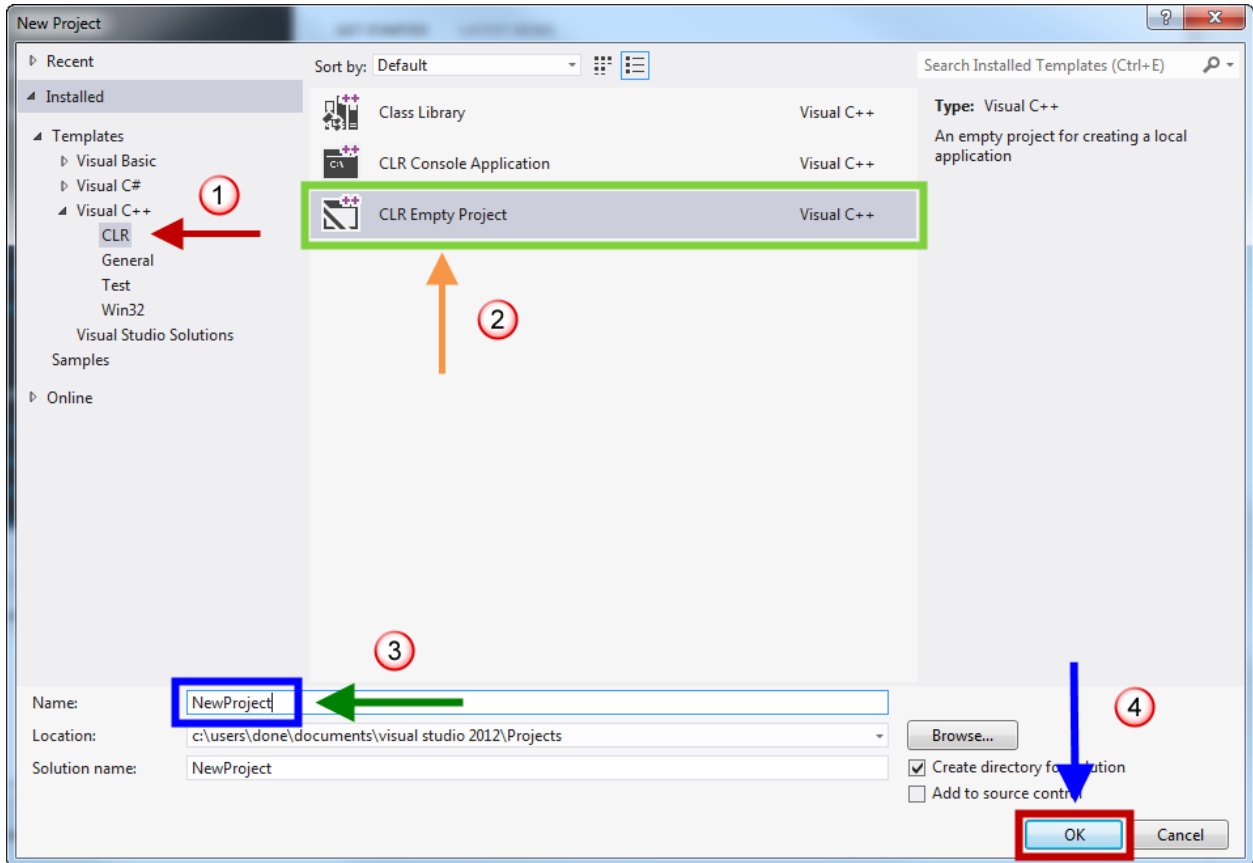 New Project
Recent
Sort by: Default
Search Installed Templates (Ctrl+E)
Installed
Templates
Visual Basic
Visual C#
Visual C++
CLR
General
Test
Win32
Visual Studio Solutions
Samples
Online
1
Class Library Visual C++
CLR Console Application Visual C++
CLR Empty Project Visual C++
2
Type: Visual C++
An empty project for creating a local
application
3
Name: NewProject
Location: c:\users\done\documents\visual studio 2012\Projects
Solution name: NewProject
Browse...
4
Create directory for solution
Add to source control
OK Cancel